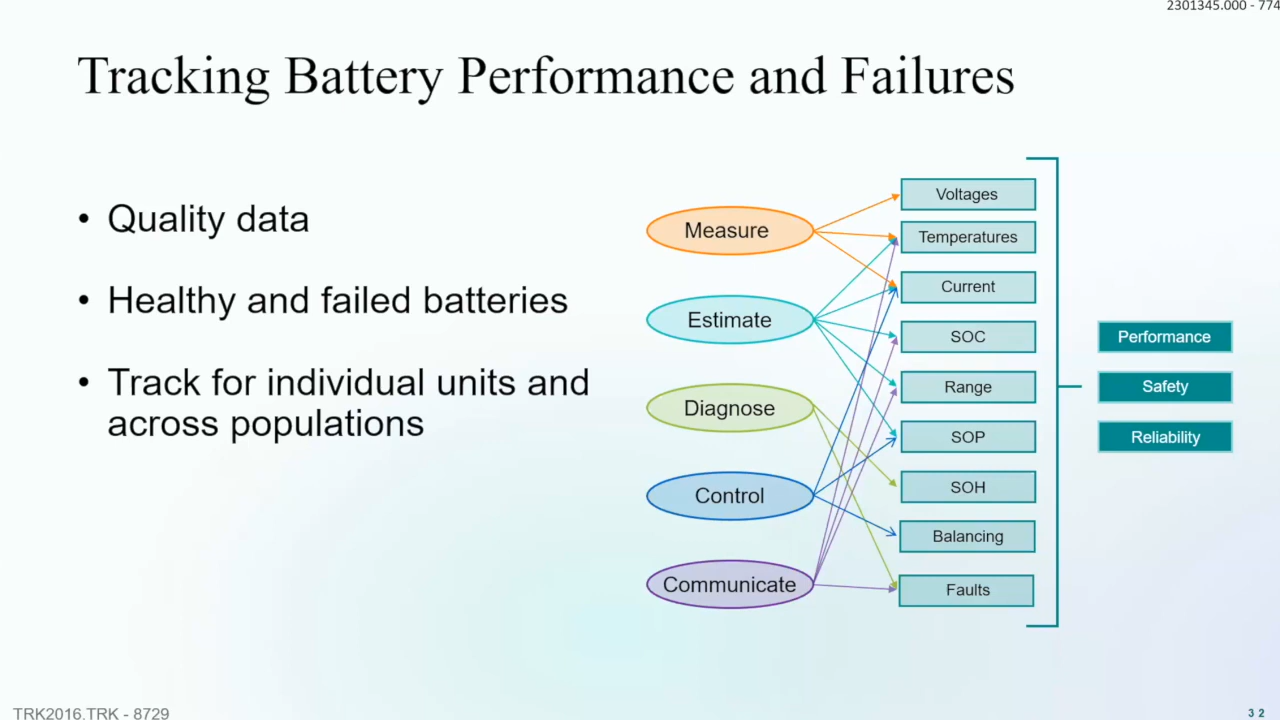 2301345.000 - 774
Tracking Battery Performance and Failures
• Quality data
• Healthy and failed batteries
• Track for individual units and
across populations
Measure
Estimate
Diagnose
Control
Communicate
Voltages
Temperatures
Current
SOC
Range
SOP
SOH
Balancing
Faults
Performance
Safety
Reliability
TRK2016.TRK - 8729
32